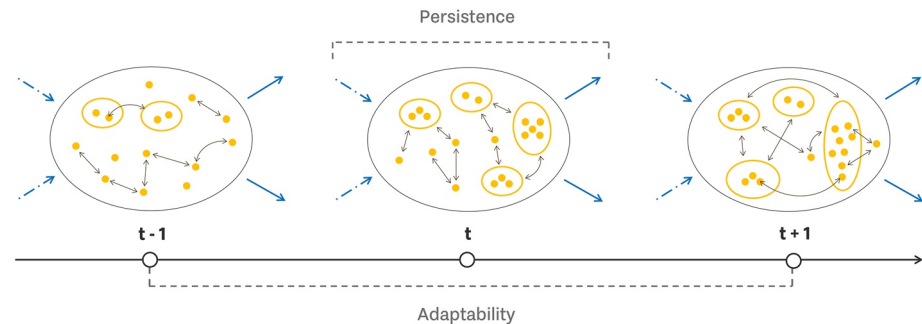 Persistence
t - 1
t
t + 1
Adaptability